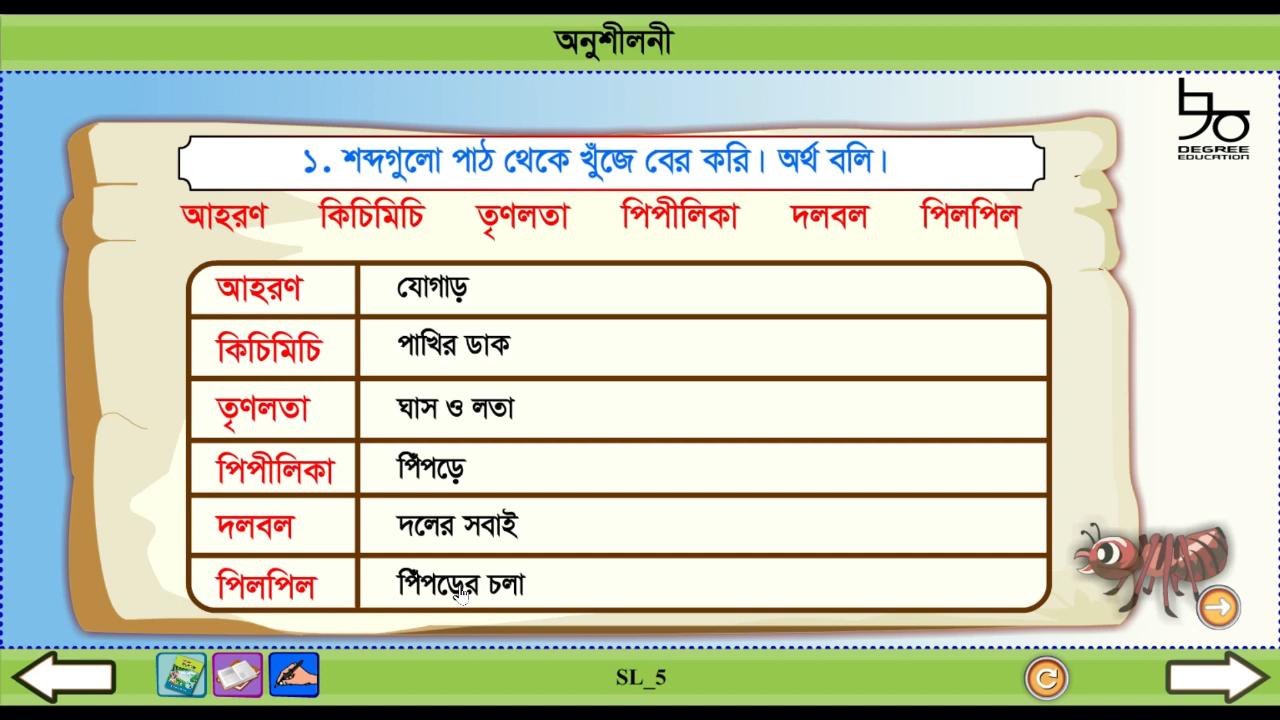 অনুশীলনী
DEGREE
EDUCATION
১. শব্দগুলো পাঠ থেকে খুঁজে বের করি। অর্থ বলি।
আহরণ কিচিমিচি তৃণলতা পিপীলিকা দলবল পিলপিল
আহরণ যোগাড়
কিচিমিচি পাখির ডাক
তৃণলতা ঘাস ও লতা
পিপীলিকা পিঁপড়ে
দলবল দলের সবাই
পিলপিল পিঁপড়ের চলা
SL_5